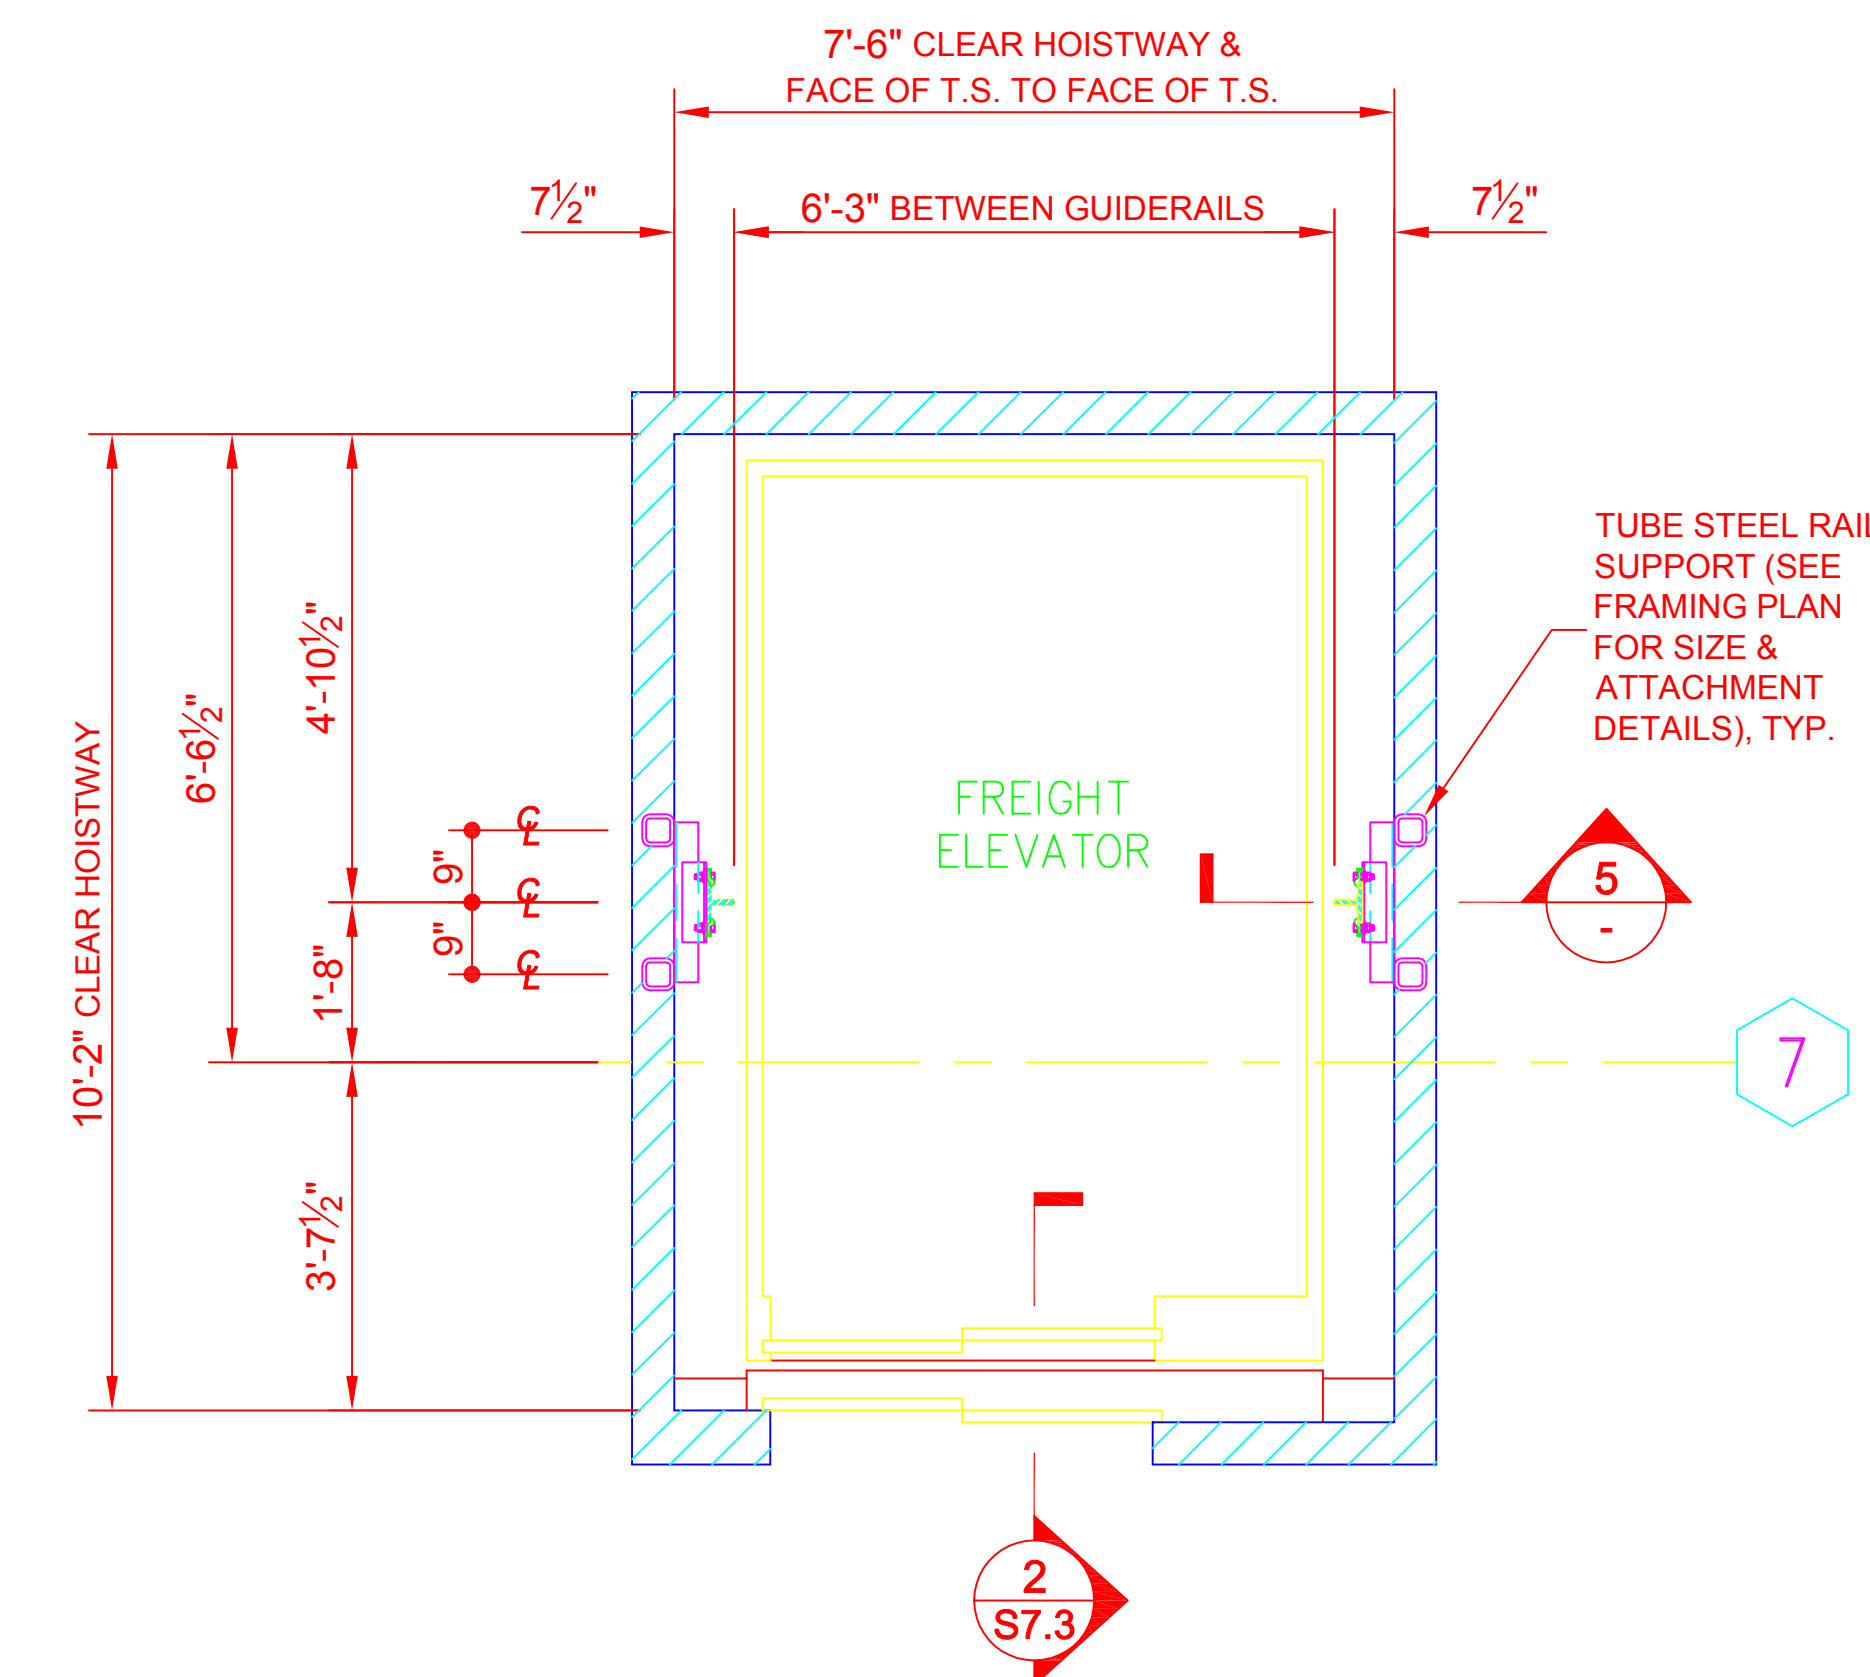 7'-6" CLEAR HOISTWAY &
FACE OF T.S. TO FACE OF T.S.
7½"
6'-3" BETWEEN GUIDERAILS
7½"
10'-2" CLEAR HOISTWAY
6'-6½"
4'-10½"
1'-8"
3'-7½"
9"
9"
℄
℄
℄
FREIGHT
ELEVATOR
TUBE STEEL RAIL
SUPPORT (SEE
FRAMING PLAN
FOR SIZE &
ATTACHMENT
DETAILS), TYP.
5
-
7
2
S7.3